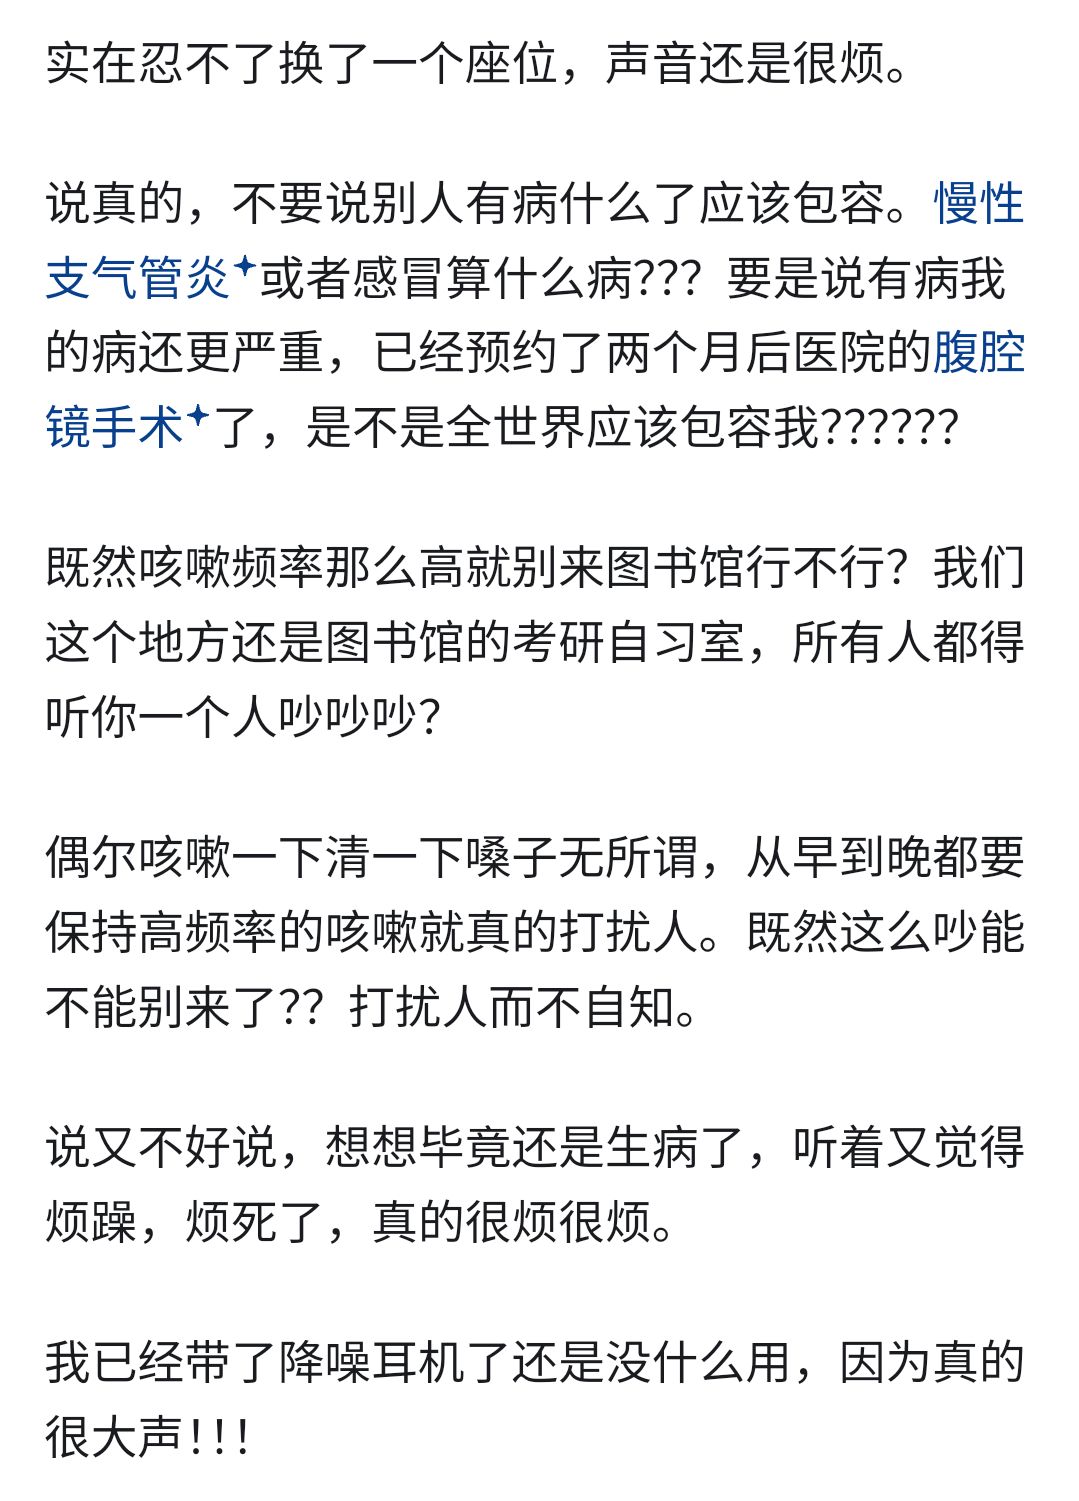 实在忍不了换了一个座位，声音还是很烦。
说真的，不要说别人有病什么了应该包容。慢性
支气管炎✦或者感冒算什么病？？？要是说有病我
的病还更严重，已经预约了两个月后医院的腹腔
镜手术✦了，是不是全世界应该包容我？？？？？？
既然咳嗽频率那么高就别来图书馆行不行？我们
这个地方还是图书馆的考研自习室，所有人都得
听你一个人吵吵吵？
偶尔咳嗽一下清一下嗓子无所谓，从早到晚都要
保持高频率的咳嗽就真的打扰人。既然这么吵能
不能别来了？？打扰人而不自知。
说又不好说，想想毕竟还是生病了，听着又觉得
烦躁，烦死了，真的很烦很烦。
我已经带了降噪耳机了还是没什么用，因为真的
很大声！！！